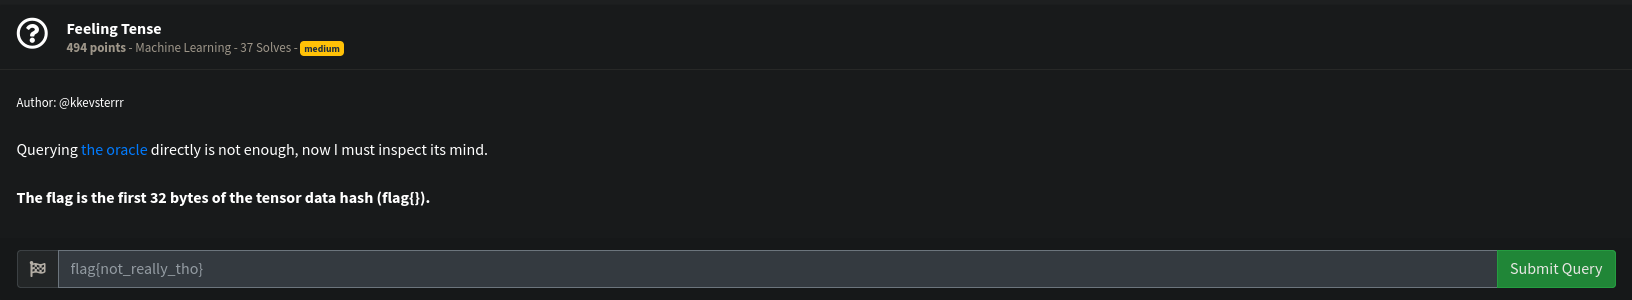 Feeling Tense
494 points - Machine Learning - 37 Solves - medium
Author: @kkevsterrr
Querying the oracle directly is not enough, now I must inspect its mind.
The flag is the first 32 bytes of the tensor data hash (flag{}).
flag{not_really_tho}
Submit Query